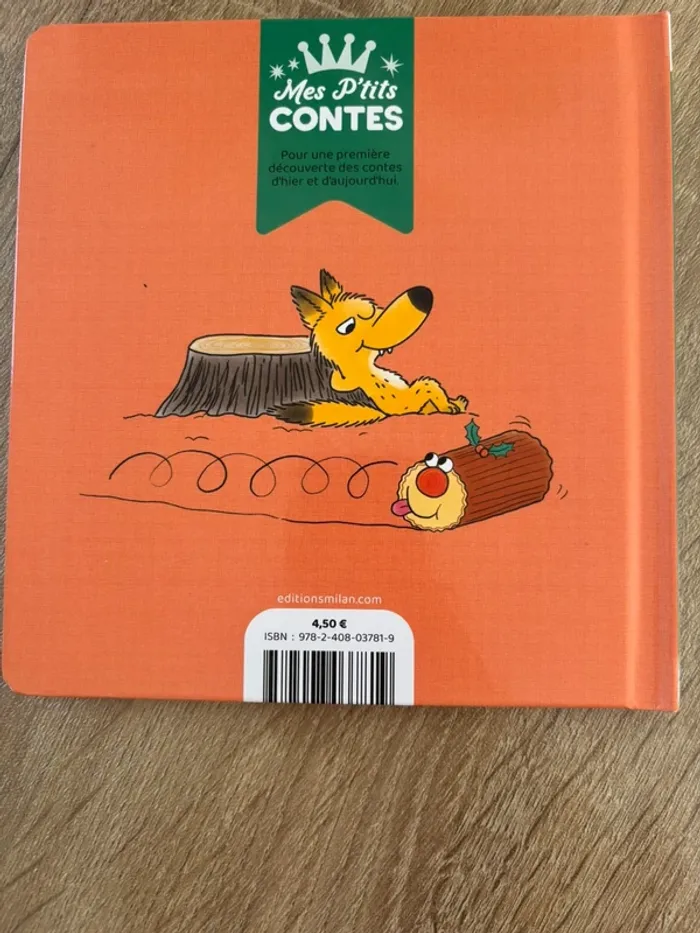 Mes P'tits
CONTES
Pour une première
découverte des contes
d'hier et d'aujourd'hui.
editionsmilan.com
4,50 €
ISBN : 978-2-408-03781-9